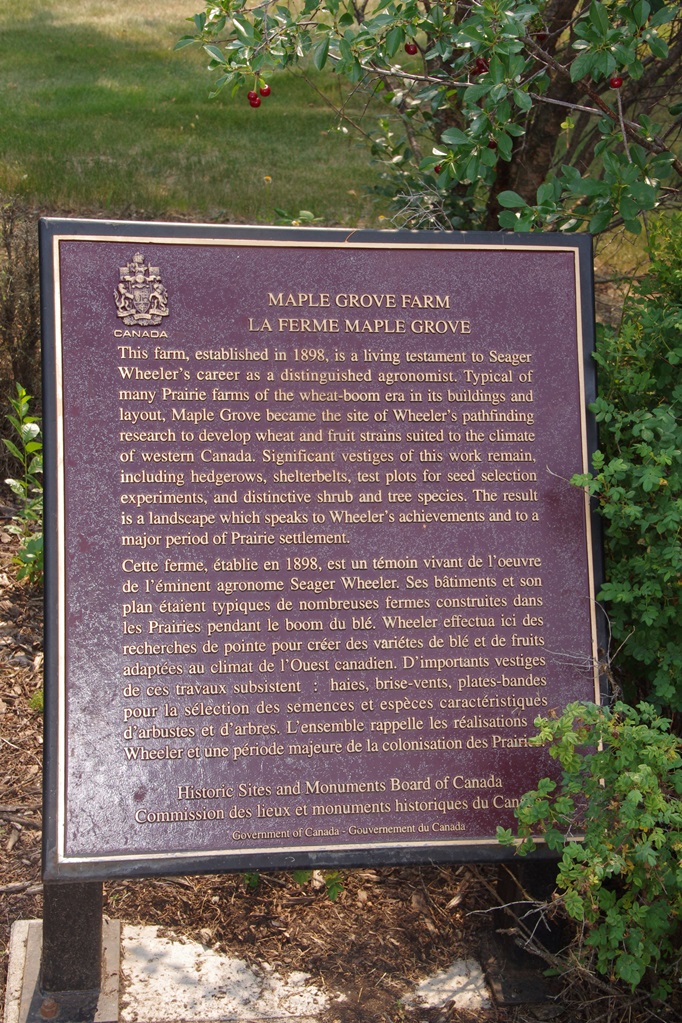 CANADA
MAPLE GROVE FARM
LA FERME MAPLE GROVE
This farm, established in 1898, is a living testament to Seager
Wheeler's career as a distinguished agronomist. Typical of
many Prairie farms of the wheat-boom era in its buildings and
layout, Maple Grove became the site of Wheeler's pathfinding
research to develop wheat and fruit strains suited to the climate
of western Canada. Significant vestiges of this work remain,
including hedgerows, shelterbelts, test plots for seed selection
experiments, and distinctive shrub and tree species. The result
is a landscape which speaks to Wheeler's achievements and to a
major period of Prairie settlement.
Cette ferme, établie en 1898, est un témoin vivant de l'oeuvre
de l'éminent agronome Seager Wheeler. Ses bâtiments et son
plan étaient typiques de nombreuses fermes construites dans
les Prairies pendant le boom du blé. Wheeler effectua ici des
recherches de pointe pour créer des variétes de blé et de fruits
adaptées au climat de l'Ouest canadien. D'importants vestiges
de ces travaux subsistent : haies, brise-vents, plates-bandes
pour la sélection des semences et espèces caractéristiques
d'arbustes et d'arbres. L'ensemble rappelle les réalisations
Wheeler et une période majeure de la colonisation des Prairie
Historic Sites and Monuments Board of Canada
Commission des lieux et monuments historiques du Can
Government of Canada - Gouvernement du Canada